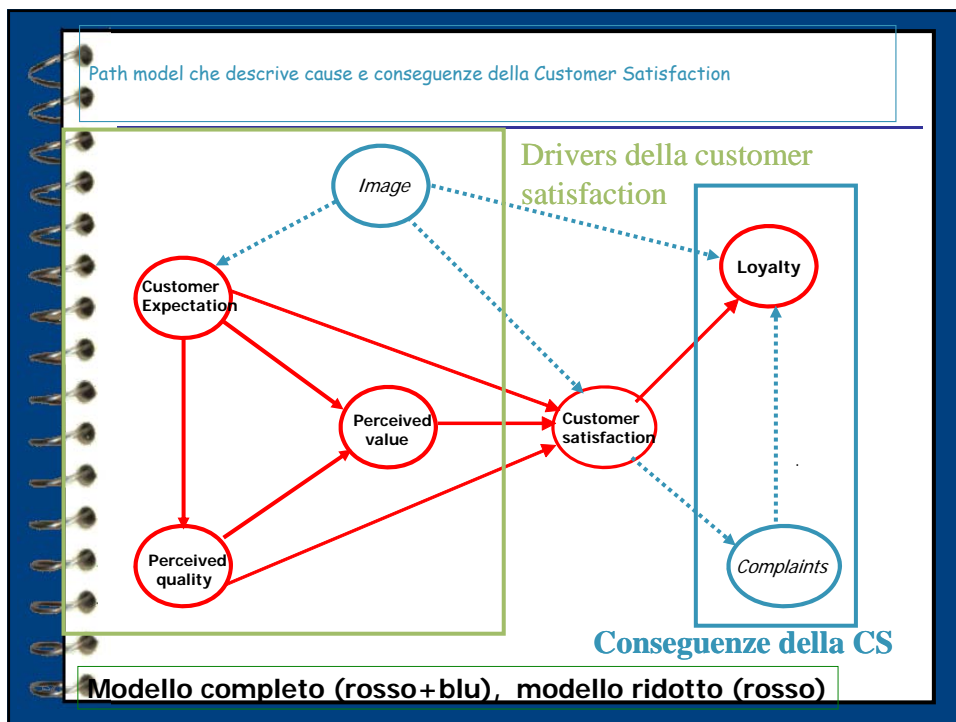 Path model che descrive cause e conseguenze della Customer Satisfaction
Drivers della customer
satisfaction
Image
Loyalty
Customer
Expectation
Perceived
value
Customer
satisfaction
Perceived
quality
Complaints
Conseguenze della CS
Modello completo (rosso+blu), modello ridotto (rosso)